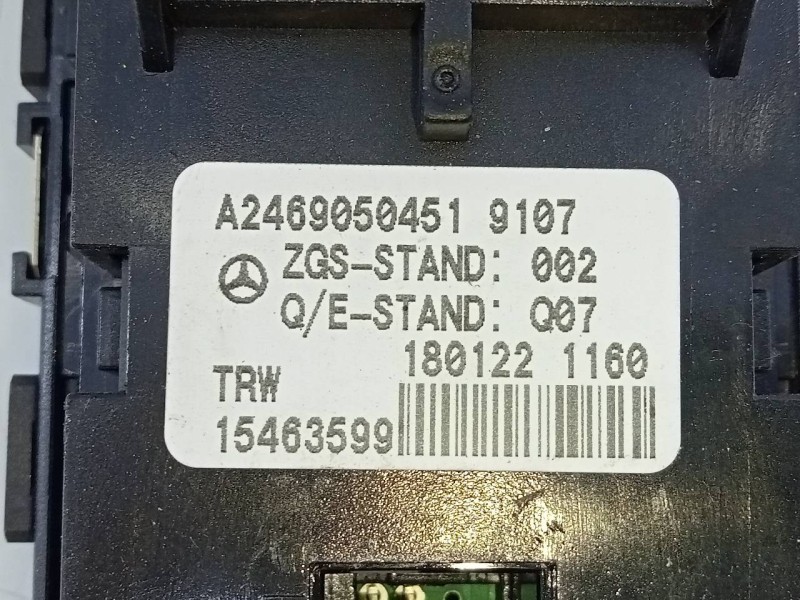 A2469050451 9107
ZGS-STAND: 002
Q/E-STAND: Q07
180122 1160
TRW
15463599